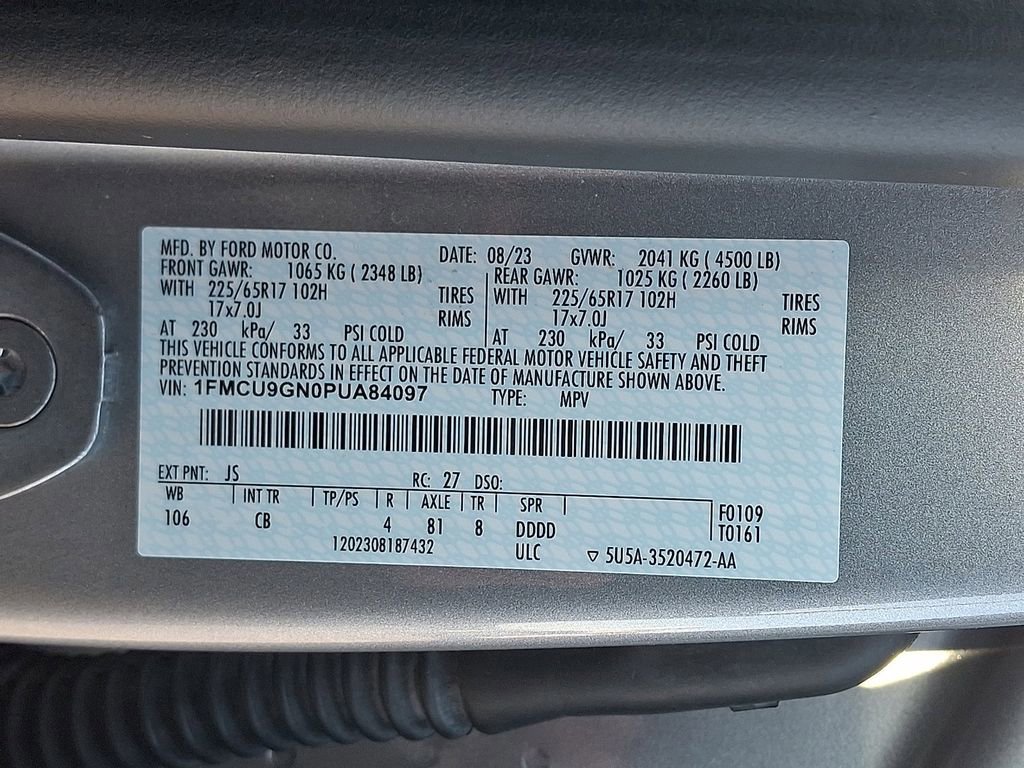 MFD. BY FORD MOTOR CO. DATE: 08/23 GVWR: 2041 KG ( 4500 LB)
FRONT GAWR: 1065 KG ( 2348 LB) REAR GAWR: 1025 KG ( 2260 LB)
WITH 225/65R17 102H TIRES WITH 225/65R17 102H TIRES
17x7.0J RIMS 17x7.0J RIMS
AT 230 kPa/ 33 PSI COLD AT 230 kPa/ 33 PSI COLD
THIS VEHICLE CONFORMS TO ALL APPLICABLE FEDERAL MOTOR VEHICLE SAFETY AND THEFT
PREVENTION STANDARDS IN EFFECT ON THE DATE OF MANUFACTURE SHOWN ABOVE.
VIN: 1FMCU9GN0PUA84097 TYPE: MPV
EXT PNT: JS RC: 27 DSO:
WB INT TR TP/PS R AXLE TR SPR F0109
106 CB 4 81 8 DDDD T0161
1202308187432 ULC ▽ 5U5A-3520472-AA